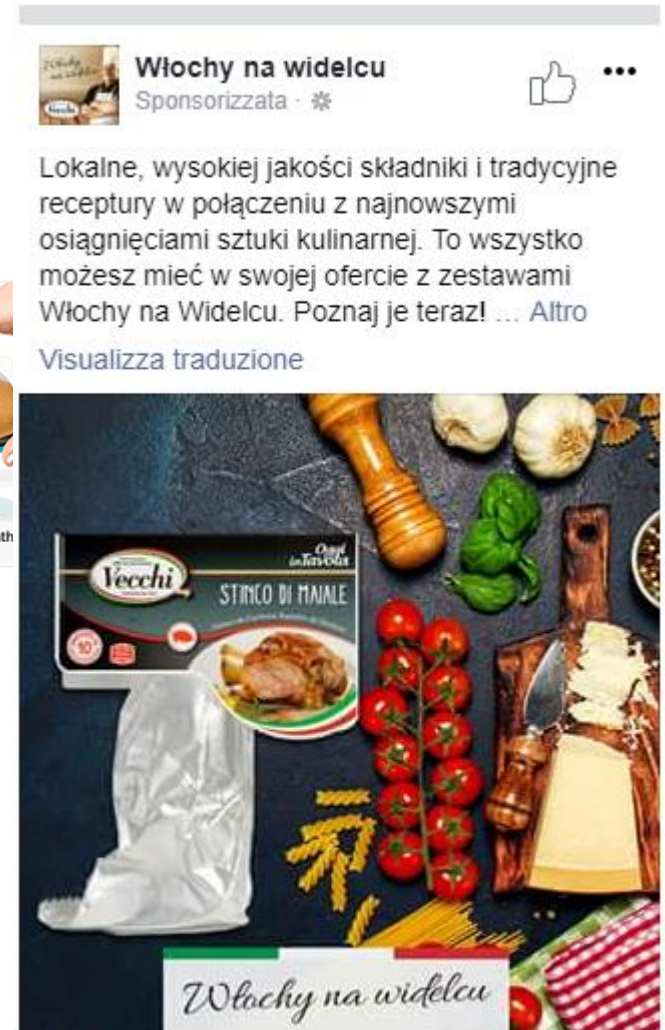 Włochy na widelcu
Sponsorizzata ·
Lokalne, wysokiej jakości składniki i tradycyjne
receptury w połączeniu z najnowszymi
osiągnięciami sztuki kulinarnej. To wszystko
możesz mieć w swojej ofercie z zestawami
Włochy na Widelcu. Poznaj je teraz! ... Altro
Visualizza traduzione
Oggi
in Tavola
Vecchi
STINCO DI MAIALE
10
Włochy na widelcu